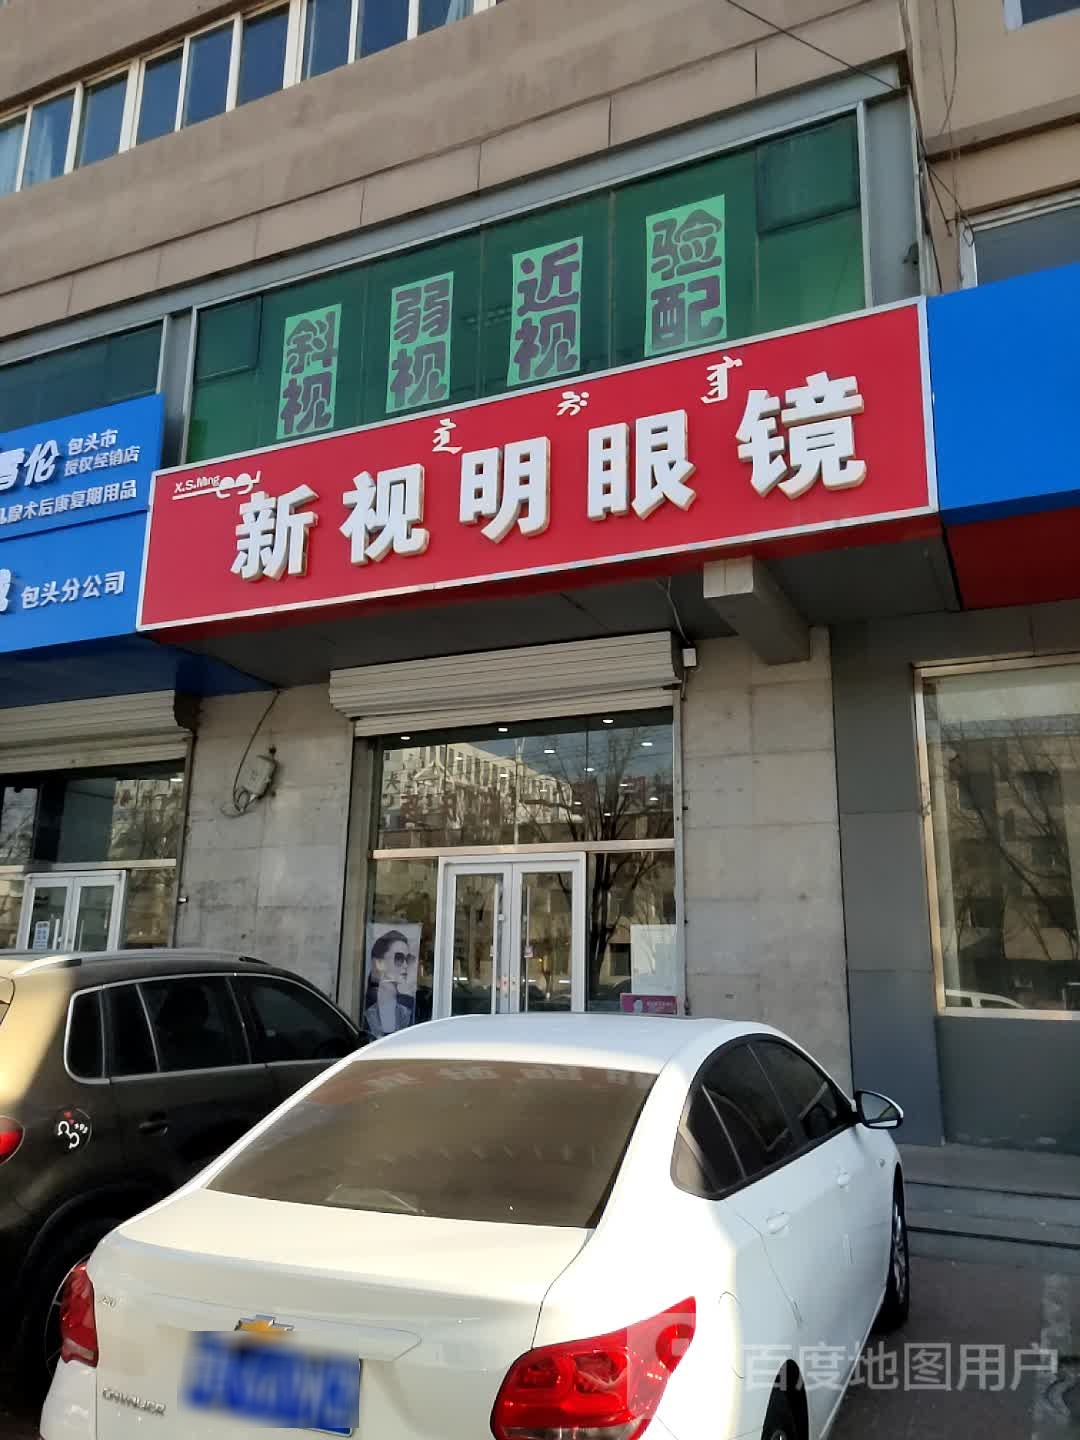 斜视
弱视
近视
验配
X.S.Ming
新视明眼镜
包头市
授权经销店
术后康复期用品
包头分公司
CAVALIER
百度地图用户